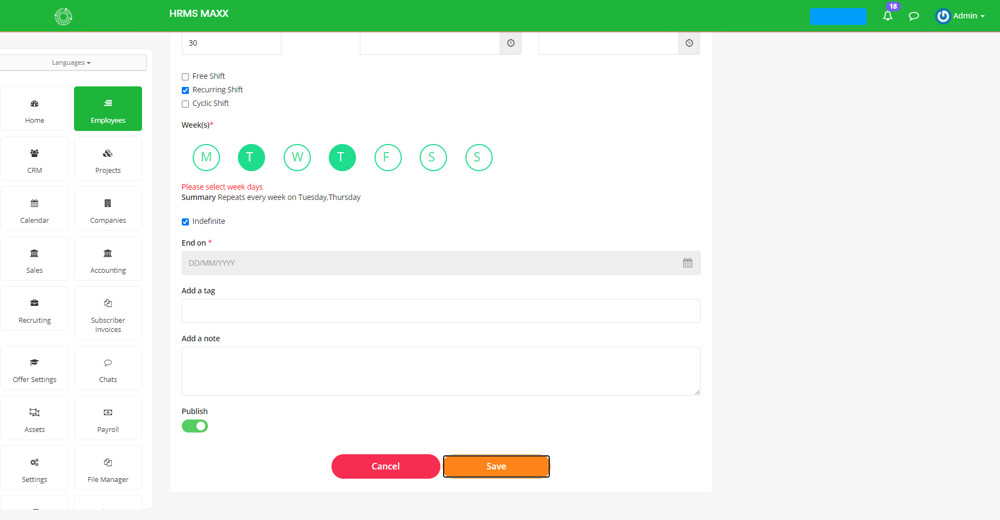 HRMS MAXX
18
Admin
30
Languages
Free Shift
Recurring Shift
Cyclic Shift
Home
Employees
Week(s)*
M T W T F S S
CRM
Projects
Please select week days
Summary Repeats every week on Tuesday,Thursday
Calendar
Companies
Indefinite
End on *
DD/MM/YYYY
Sales
Accounting
Add a tag
Recruiting
Subscriber
Invoices
Add a note
Offer Settings
Chats
Publish
Assets
Payroll
Cancel
Save
Settings
File Manager